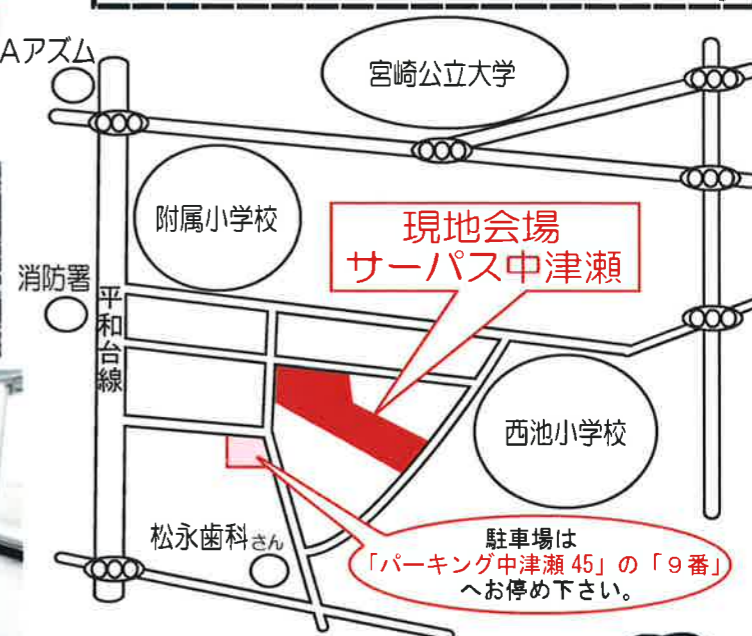 Aアズム
宮崎公立大学
附属小学校
現地会場
サーパス中津瀬
消防署
平和台線
西池小学校
松永歯科さん
駐車場は
「パーキング中津瀬45」の「9番」
へお停め下さい。